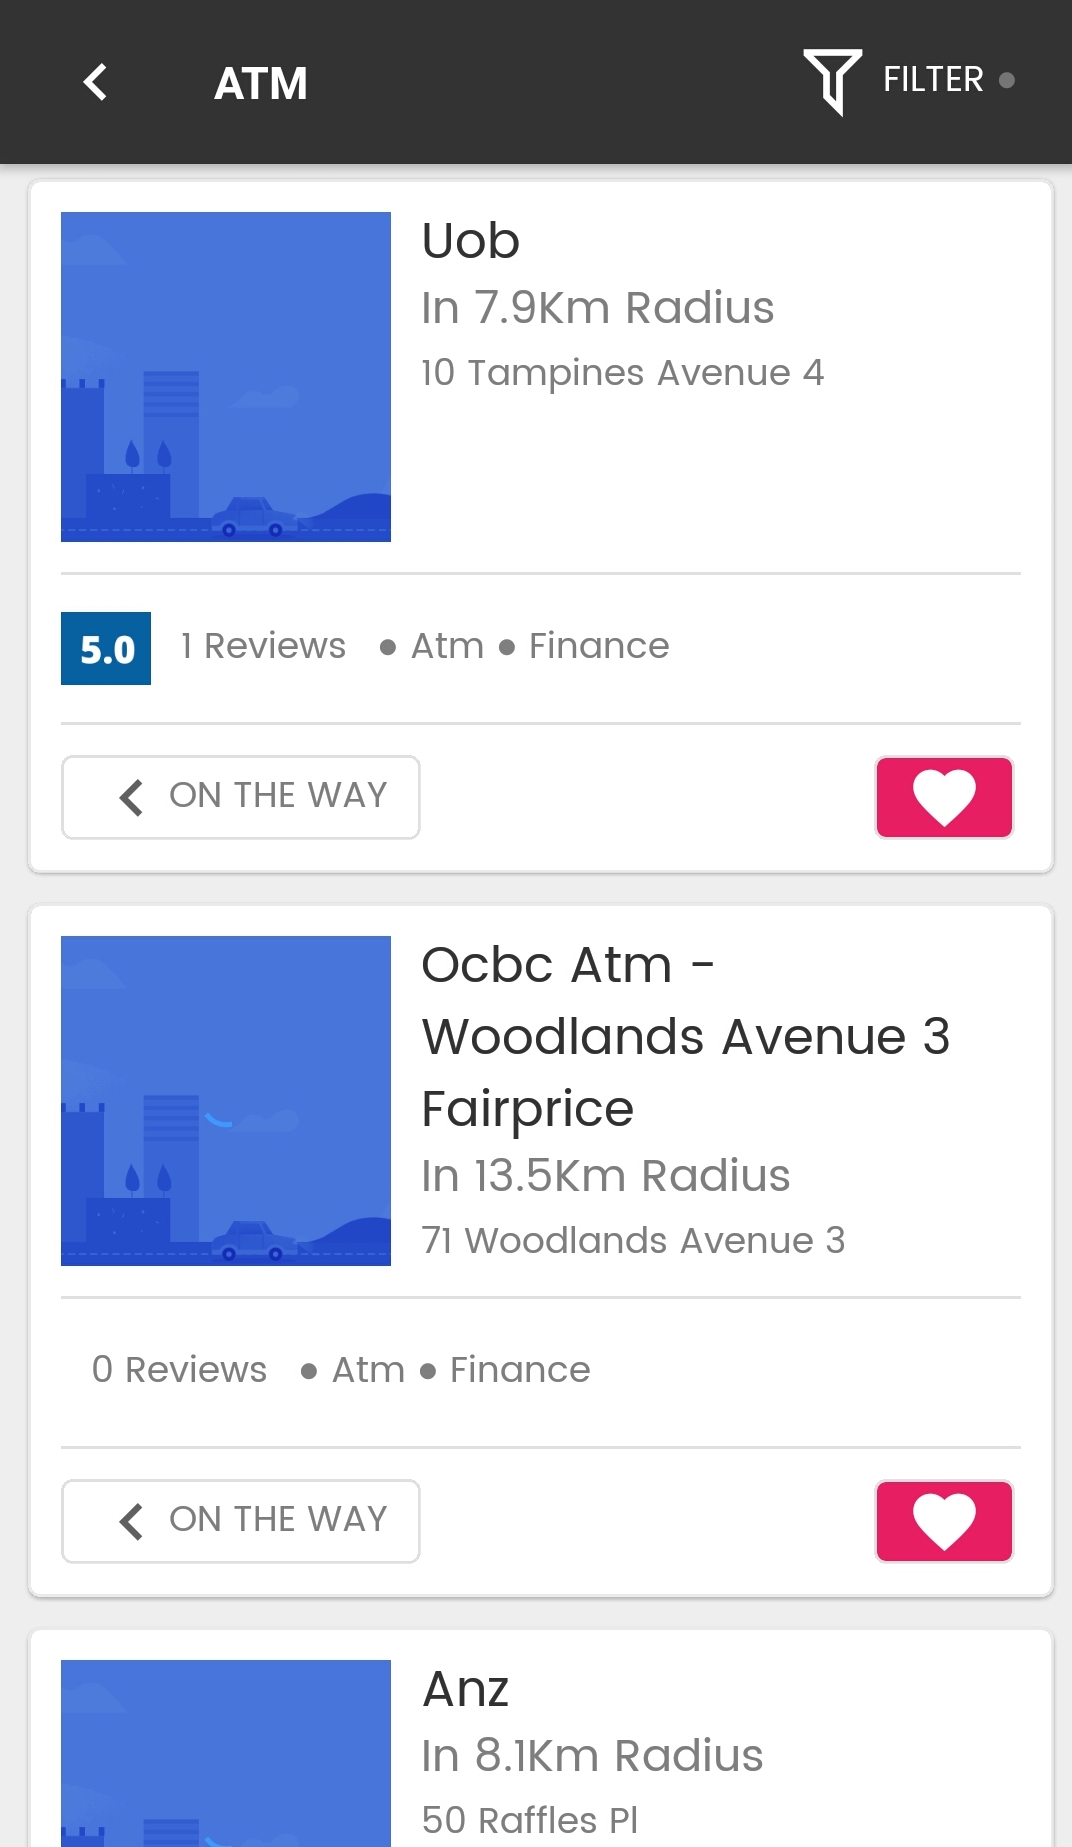 ATM
FILTER
Uob
In 7.9Km Radius
10 Tampines Avenue 4
5.0 1 Reviews ● Atm ● Finance
ON THE WAY
Ocbc Atm -
Woodlands Avenue 3
Fairprice
In 13.5Km Radius
71 Woodlands Avenue 3
0 Reviews ● Atm ● Finance
ON THE WAY
Anz
In 8.1Km Radius
50 Raffles Pl